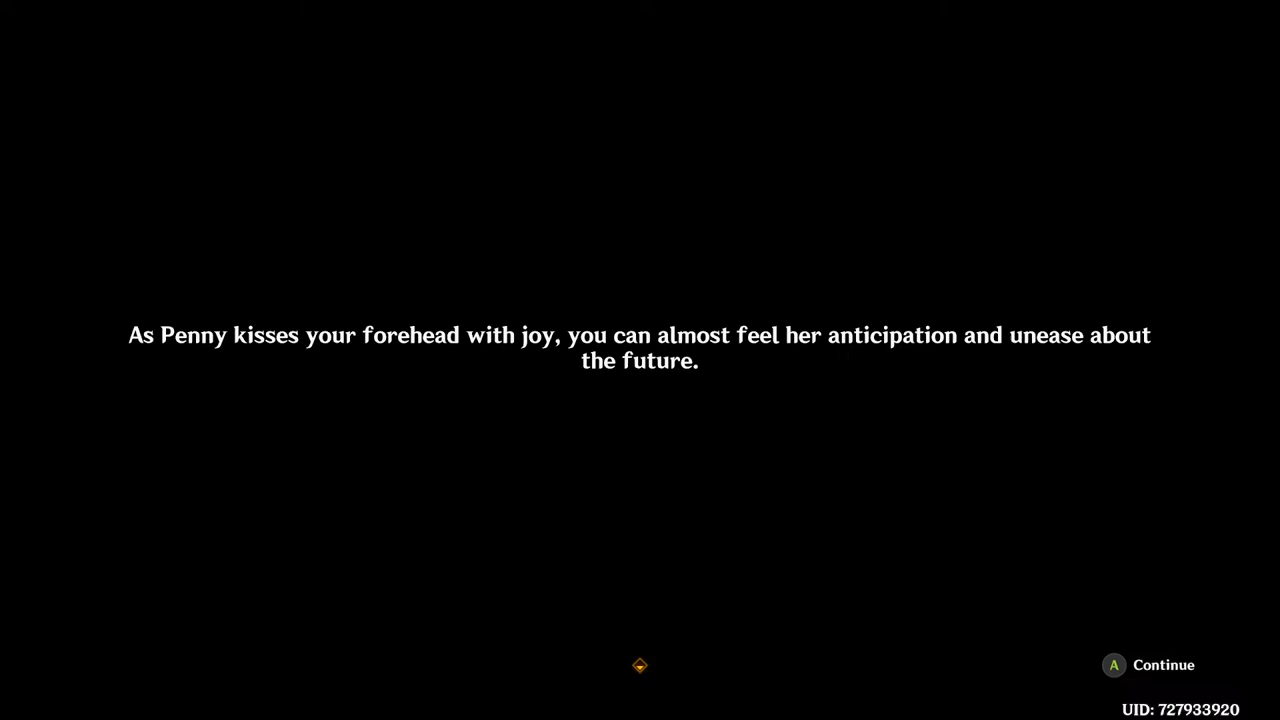 As Penny kisses your forehead with joy, you can almost feel her anticipation and unease about
the future.
A Continue
UID: 727933920